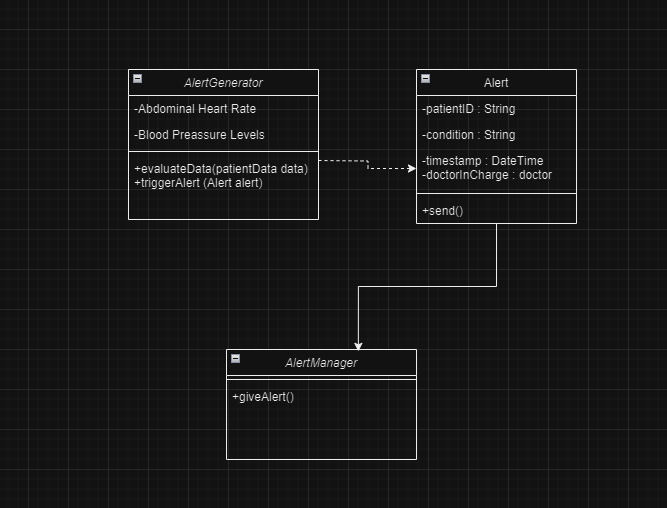 AlertGenerator
-Abdominal Heart Rate
-Blood Preassure Levels
+evaluateData(patientData data)
+triggerAlert (Alert alert)
Alert
-patientID : String
-condition : String
-timestamp : DateTime
-doctorInCharge : doctor
+send()
AlertManager
+giveAlert()